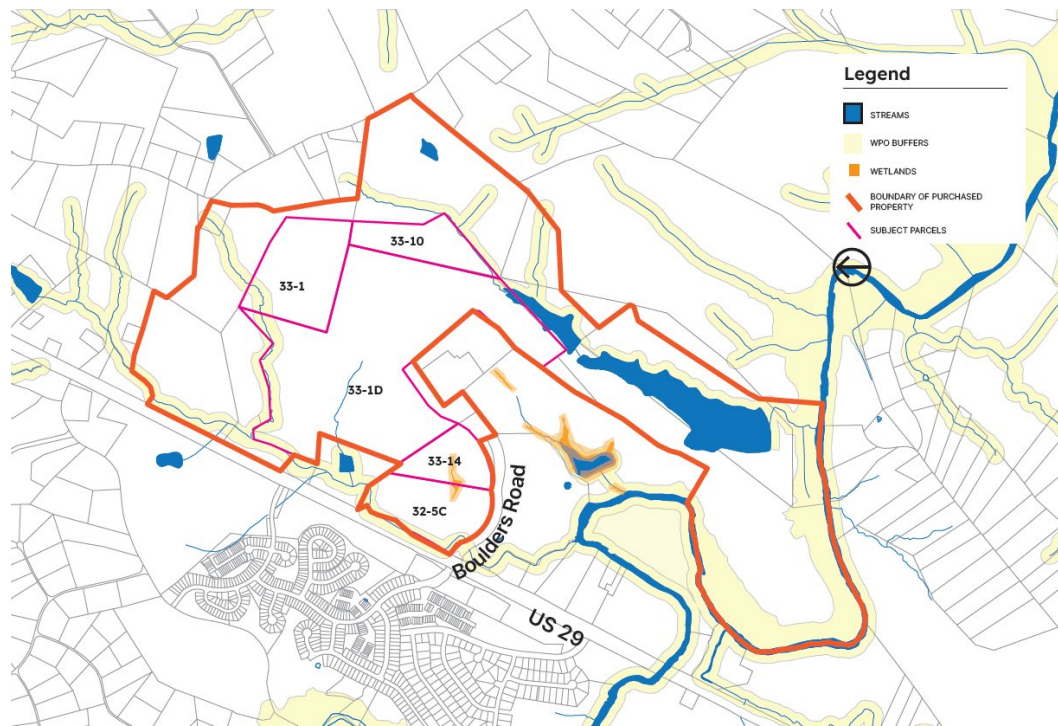 Legend
STREAMS
WPO BUFFERS
WETLANDS
BOUNDARY OF PURCHASED
PROPERTY
SUBJECT PARCELS
33-10
33-1
33-1D
33-14
32-5C
Boulders Road
US 29